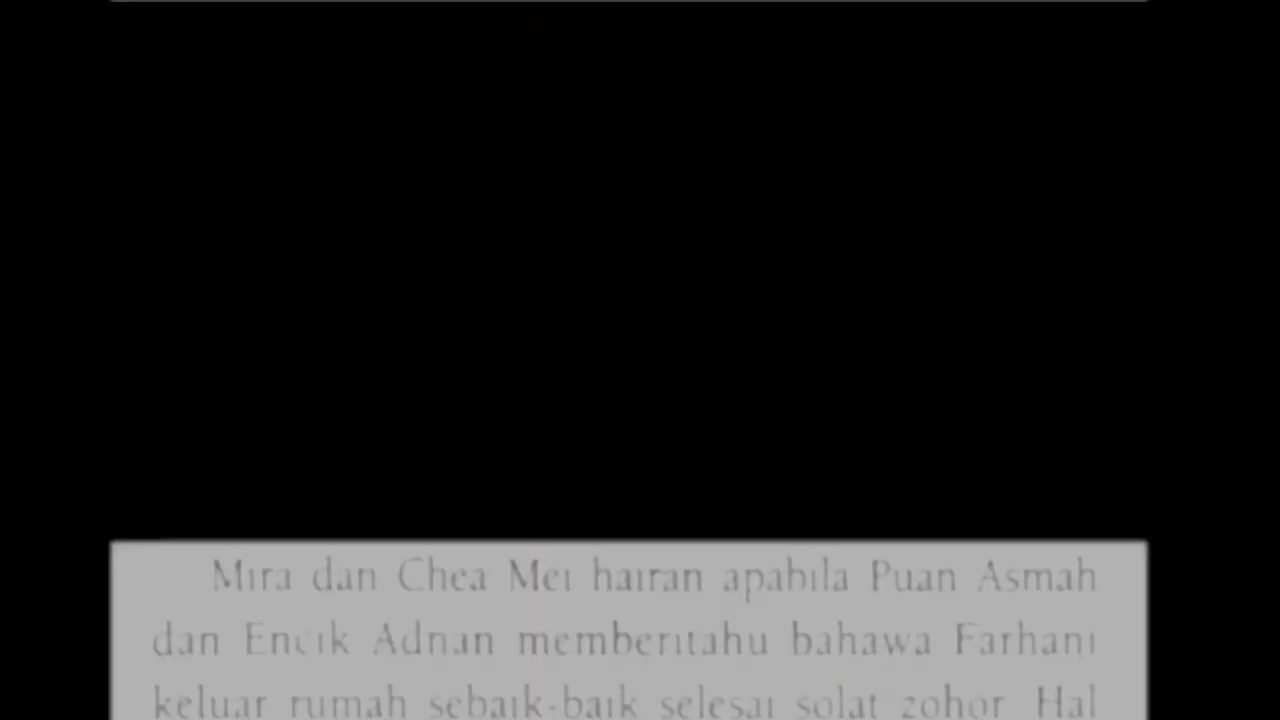 Mira dan Chea Mei hairan apabila Puan Asmah
dan Encik Adnan memberitahu bahawa Farhani
keluar rumah sebaik-baik selesai solat zohor. Hal